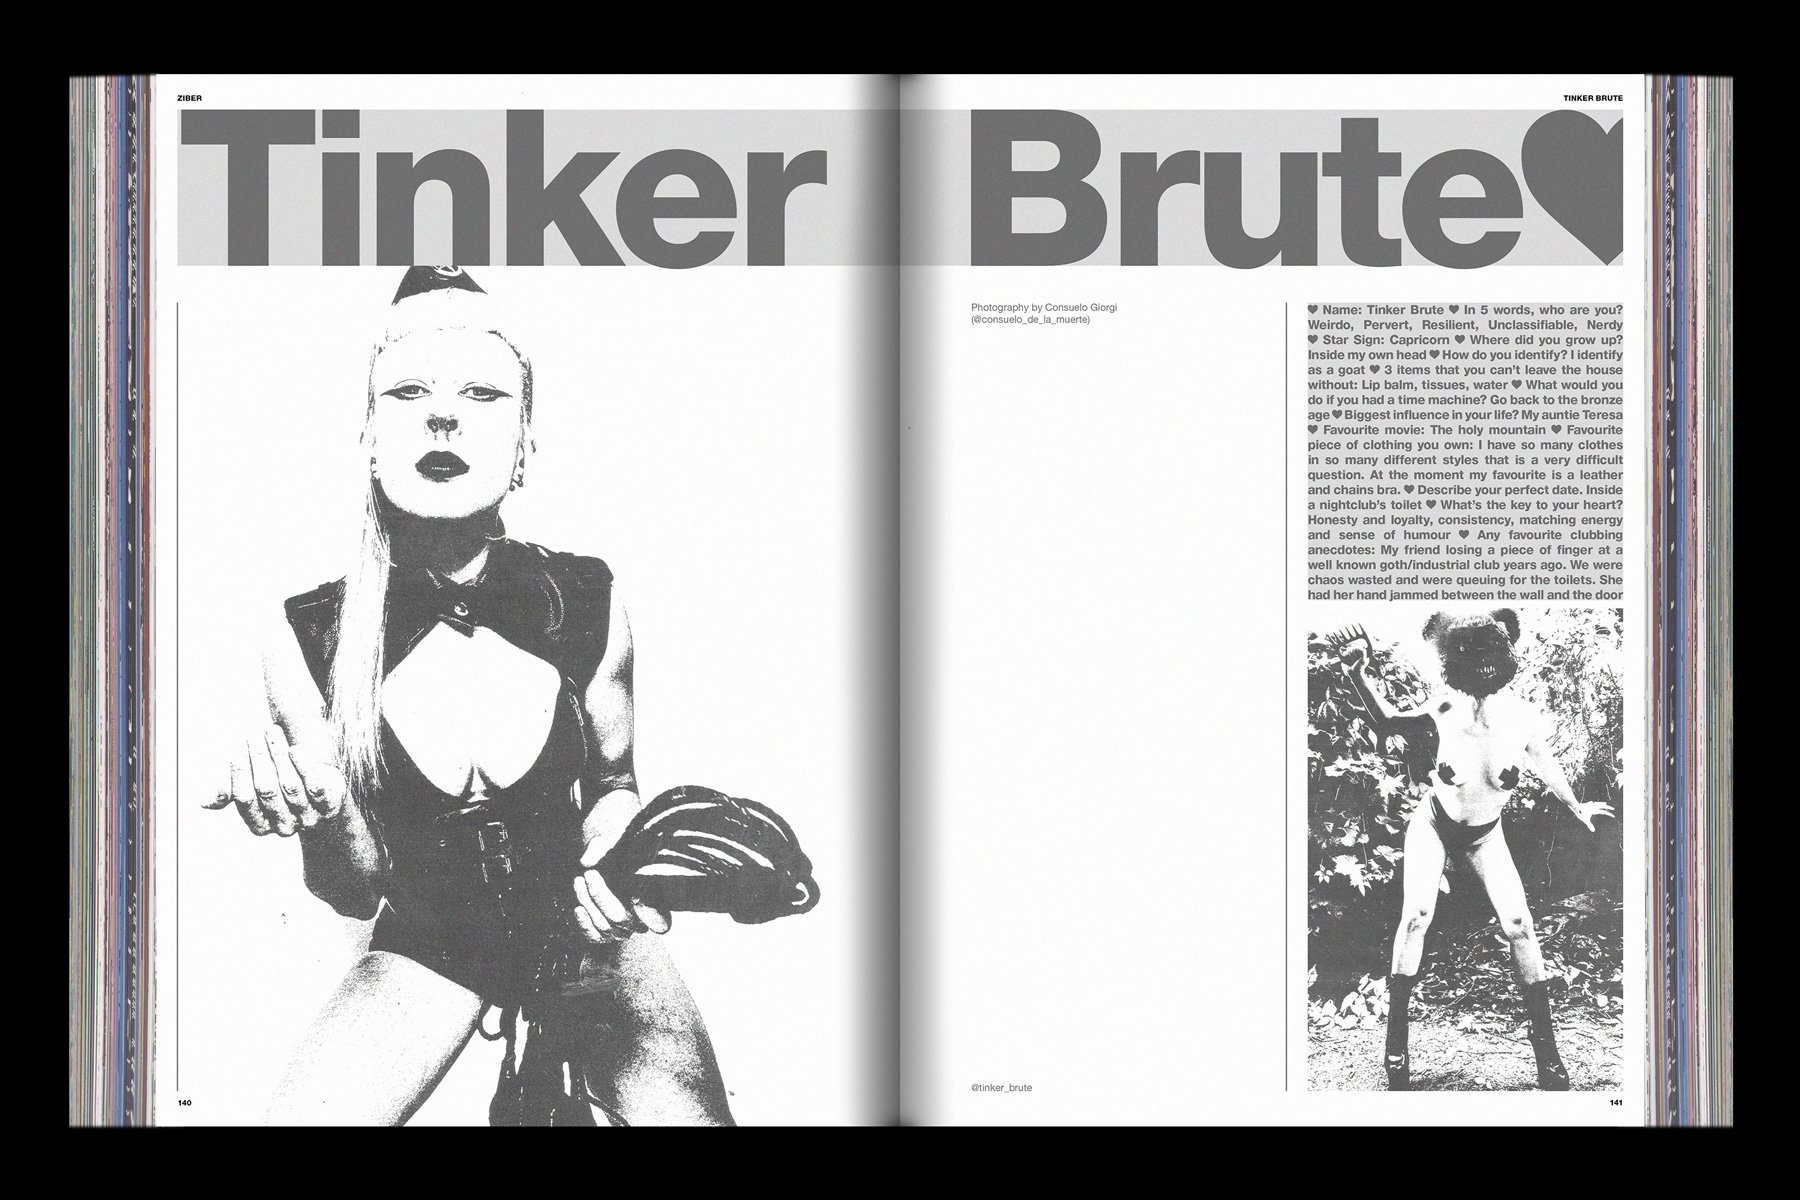 ZIBER
TINKER BRUTE
Tinker Brute♥
Photography by Consuelo Giorgi
(@consuelo_de_la_muerte)
♥ Name: Tinker Brute ♥ In 5 words, who are you?
Weirdo, Pervert, Resilient, Unclassifiable, Nerdy
♥ Star Sign: Capricorn ♥ Where did you grow up?
Inside my own head ♥ How do you identify? I identify
as a goat ♥ 3 items that you can’t leave the house
without: Lip balm, tissues, water ♥ What would you
do if you had a time machine? Go back to the bronze
age ♥ Biggest influence in your life? My auntie Teresa
♥ Favourite movie: The holy mountain ♥ Favourite
piece of clothing you own: I have so many clothes
in so many different styles that is a very difficult
question. At the moment my favourite is a leather
and chains bra. ♥ Describe your perfect date. Inside
a nightclub’s toilet ♥ What’s the key to your heart?
Honesty and loyalty, consistency, matching energy
and sense of humour ♥ Any favourite clubbing
anecdotes: My friend losing a piece of finger at a
well known goth/industrial club years ago. We were
chaos wasted and were queuing for the toilets. She
had her hand jammed between the wall and the door
@tinker_brute
140
141